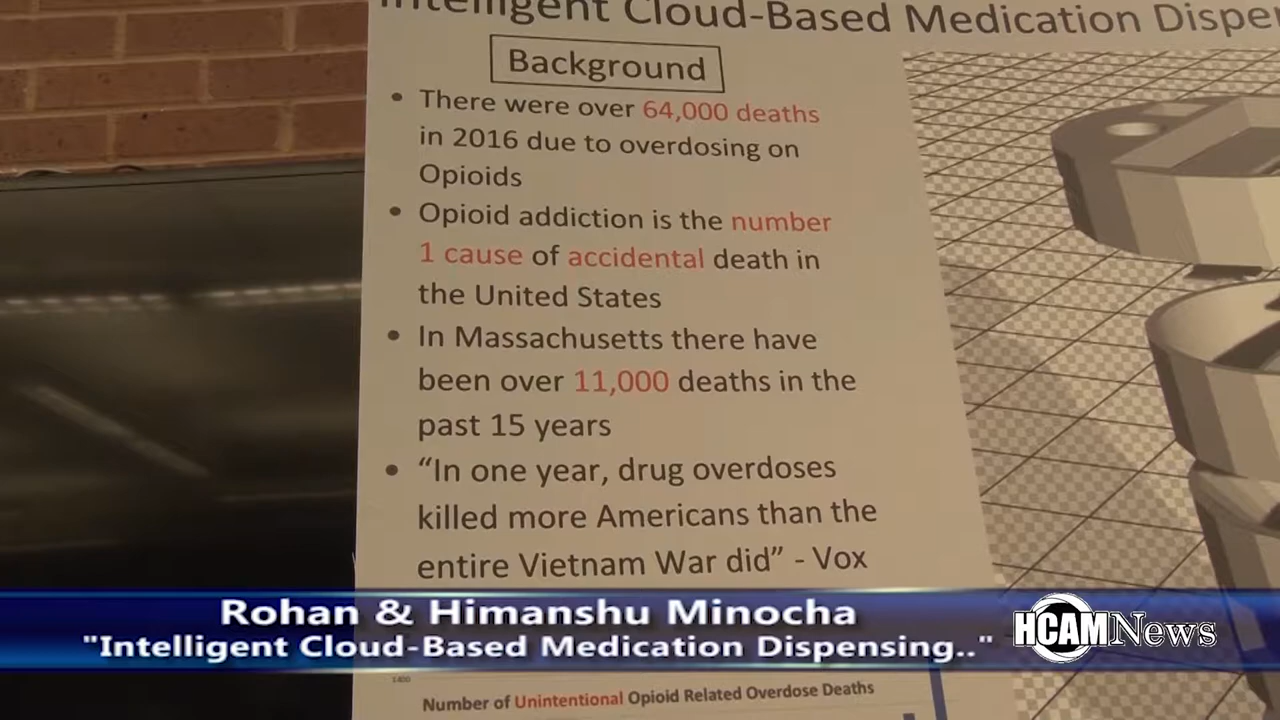 Intelligent Cloud-Based Medication
Background
• There were over 64,000 deaths
in 2016 due to overdosing on
Opioids
• Opioid addiction is the number
1 cause of accidental death in
the United States
• In Massachusetts there have
been over 11,000 deaths in the
past 15 years
• “In one year, drug overdoses
killed more Americans than the
entire Vietnam War did” - Vox
Rohan & Himanshu Minocha
"Intelligent Cloud-Based Medication Dispensing.."
HCAM News
1400
Number of Unintentional Opioid Related Overdose Deaths